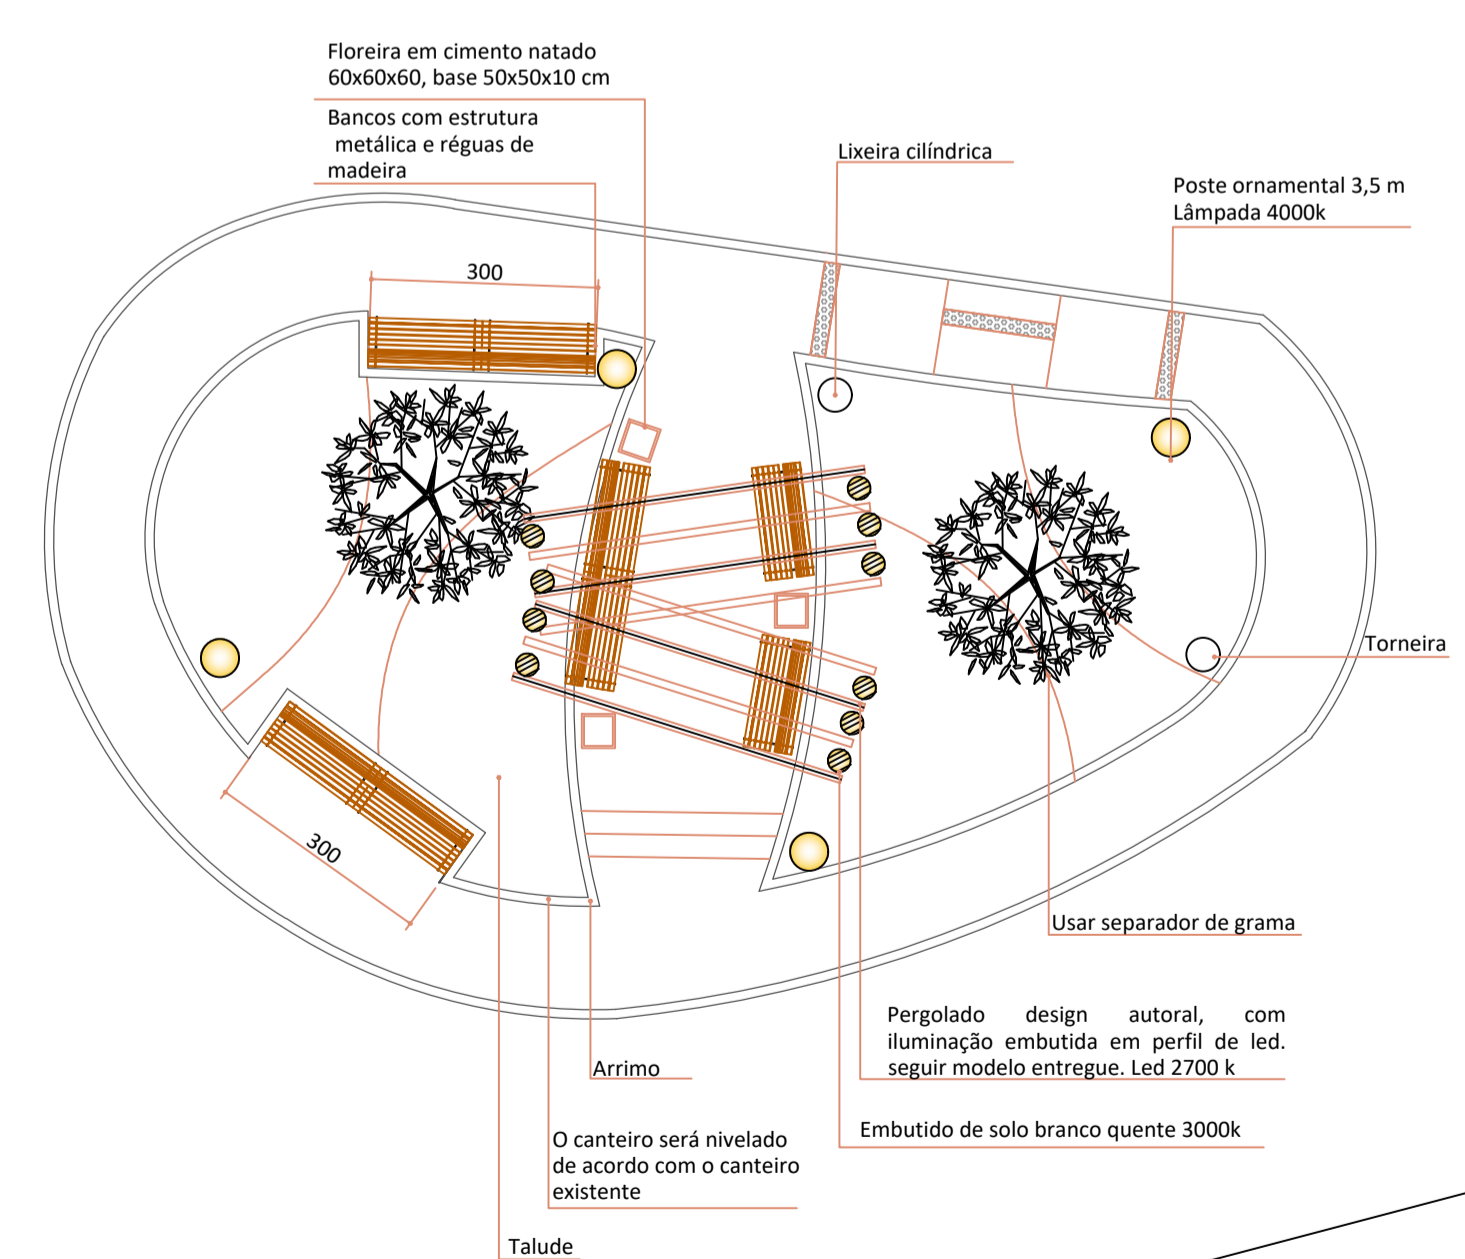 Floreira em cimento natado
60x60x60, base 50x50x10 cm
Bancos com estrutura
metálica e réguas de
madeira
Lixeira cilíndrica
Poste ornamental 3,5 m
Lâmpada 4000k
300
300
Torneira
Usar separador de grama
Pergolado design autoral, com
iluminação embutida em perfil de led.
seguir modelo entregue. Led 2700 k
Arrimo
Embutido de solo branco quente 3000k
O canteiro será nivelado
de acordo com o canteiro
existente
Talude